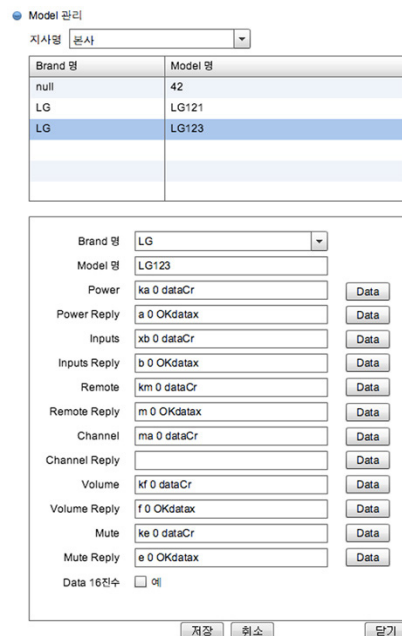 Model 관리
지사명 본사
Brand 명 Model 명
null 42
LG LG121
LG LG123
Brand 명 LG
Model 명 LG123
Power ka 0 dataCr Data
Power Reply a 0 OKdatax Data
Inputs xb 0 dataCr Data
Inputs Reply b 0 OKdatax Data
Remote km 0 dataCr Data
Remote Reply m 0 OKdatax Data
Channel ma 0 dataCr Data
Channel Reply Data
Volume kf 0 dataCr Data
Volume Reply f 0 OKdatax Data
Mute ke 0 dataCr Data
Mute Reply e 0 OKdatax Data
Data 16진수 예
저장 취소 닫기